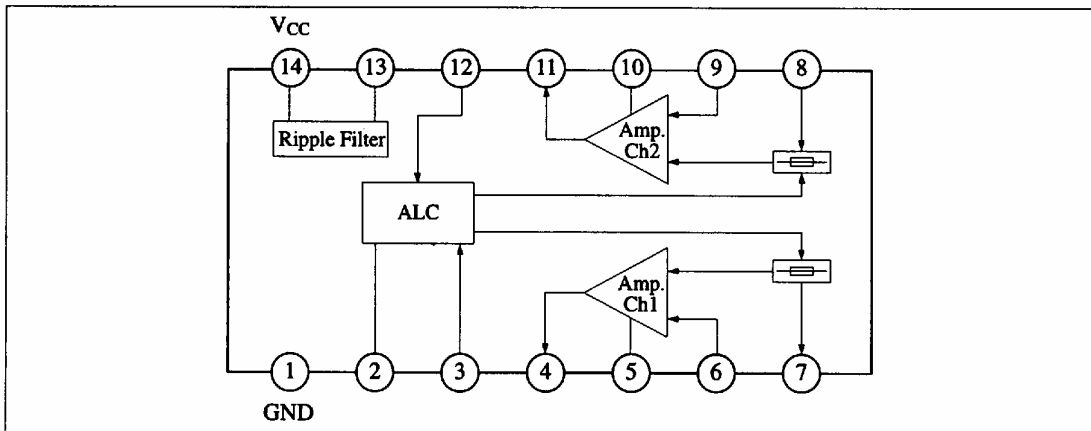 VCC
14 13 12 11 10 9 8
Ripple Filter
Amp.
Ch2
ALC
Amp.
Ch1
1 2 3 4 5 6 7
GND